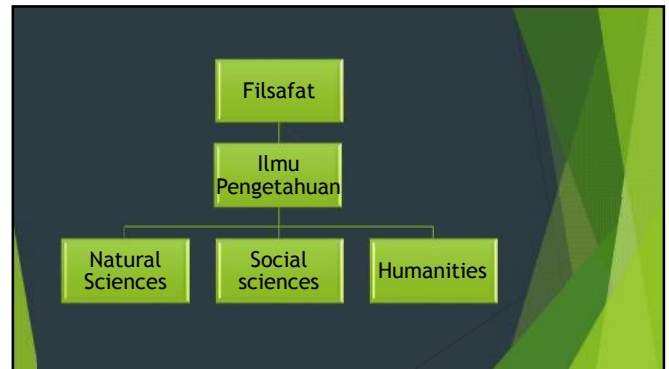 Filsafat
Ilmu
Pengetahuan
Natural
Sciences
Social
sciences
Humanities